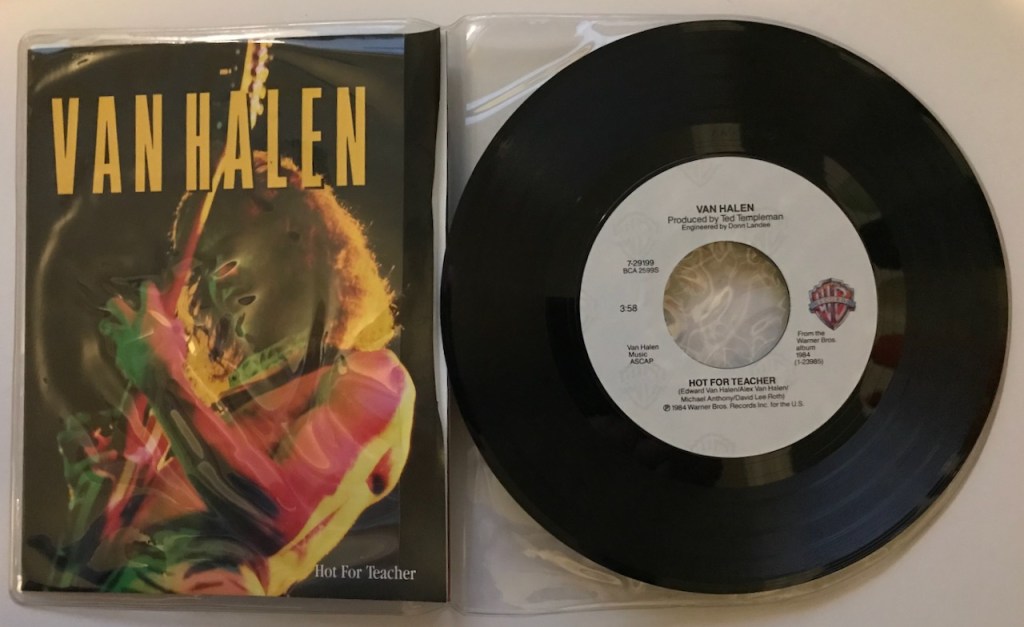 VAN HALEN
Hot For Teacher
VAN HALEN
Produced by Ted Templeman
Engineered by Donn Landee
7-29199
BCA 2599S
3:58
Van Halen
Music
ASCAP
From the
Warner Bros.
album
1984
(1-23985)
HOT FOR TEACHER
(Edward Van Halen/Alex Van Halen/
Michael Anthony/David Lee Roth)
℗ 1984 Warner Bros. Records Inc. for the U.S.